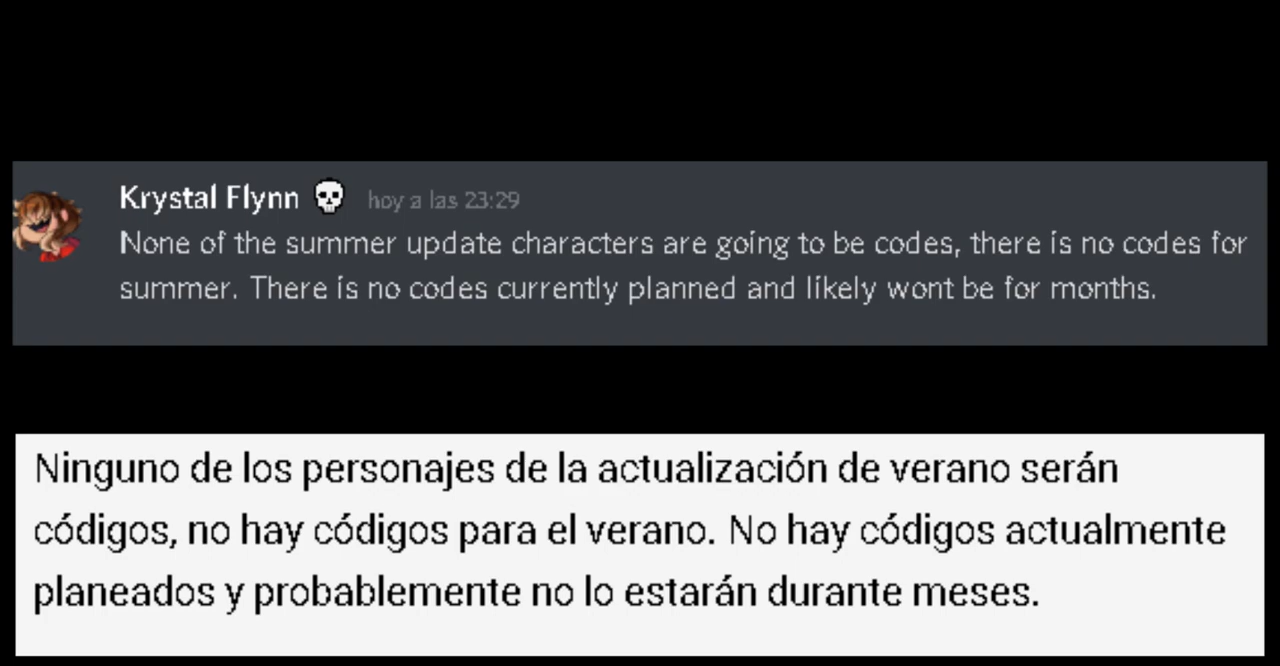 Krystal Flynn hoy a las 23:29
None of the summer update characters are going to be codes, there is no codes for
summer. There is no codes currently planned and likely wont be for months.
Ninguno de los personajes de la actualización de verano serán
códigos, no hay códigos para el verano. No hay códigos actualmente
planeados y probablemente no lo estarán durante meses.